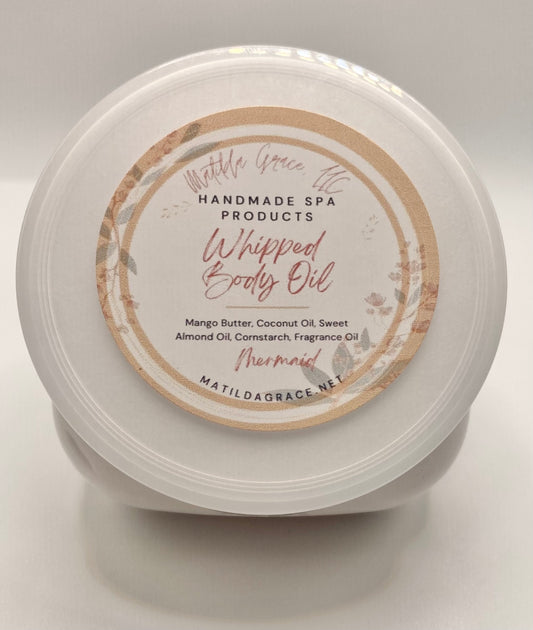 Matilda Grace, LLC
HANDMADE SPA
PRODUCTS
Whipped
Body Oil
Mango Butter, Coconut Oil, Sweet
Almond Oil, Cornstarch, Fragrance Oil
Mermaid
MATILDAGRACE.NET